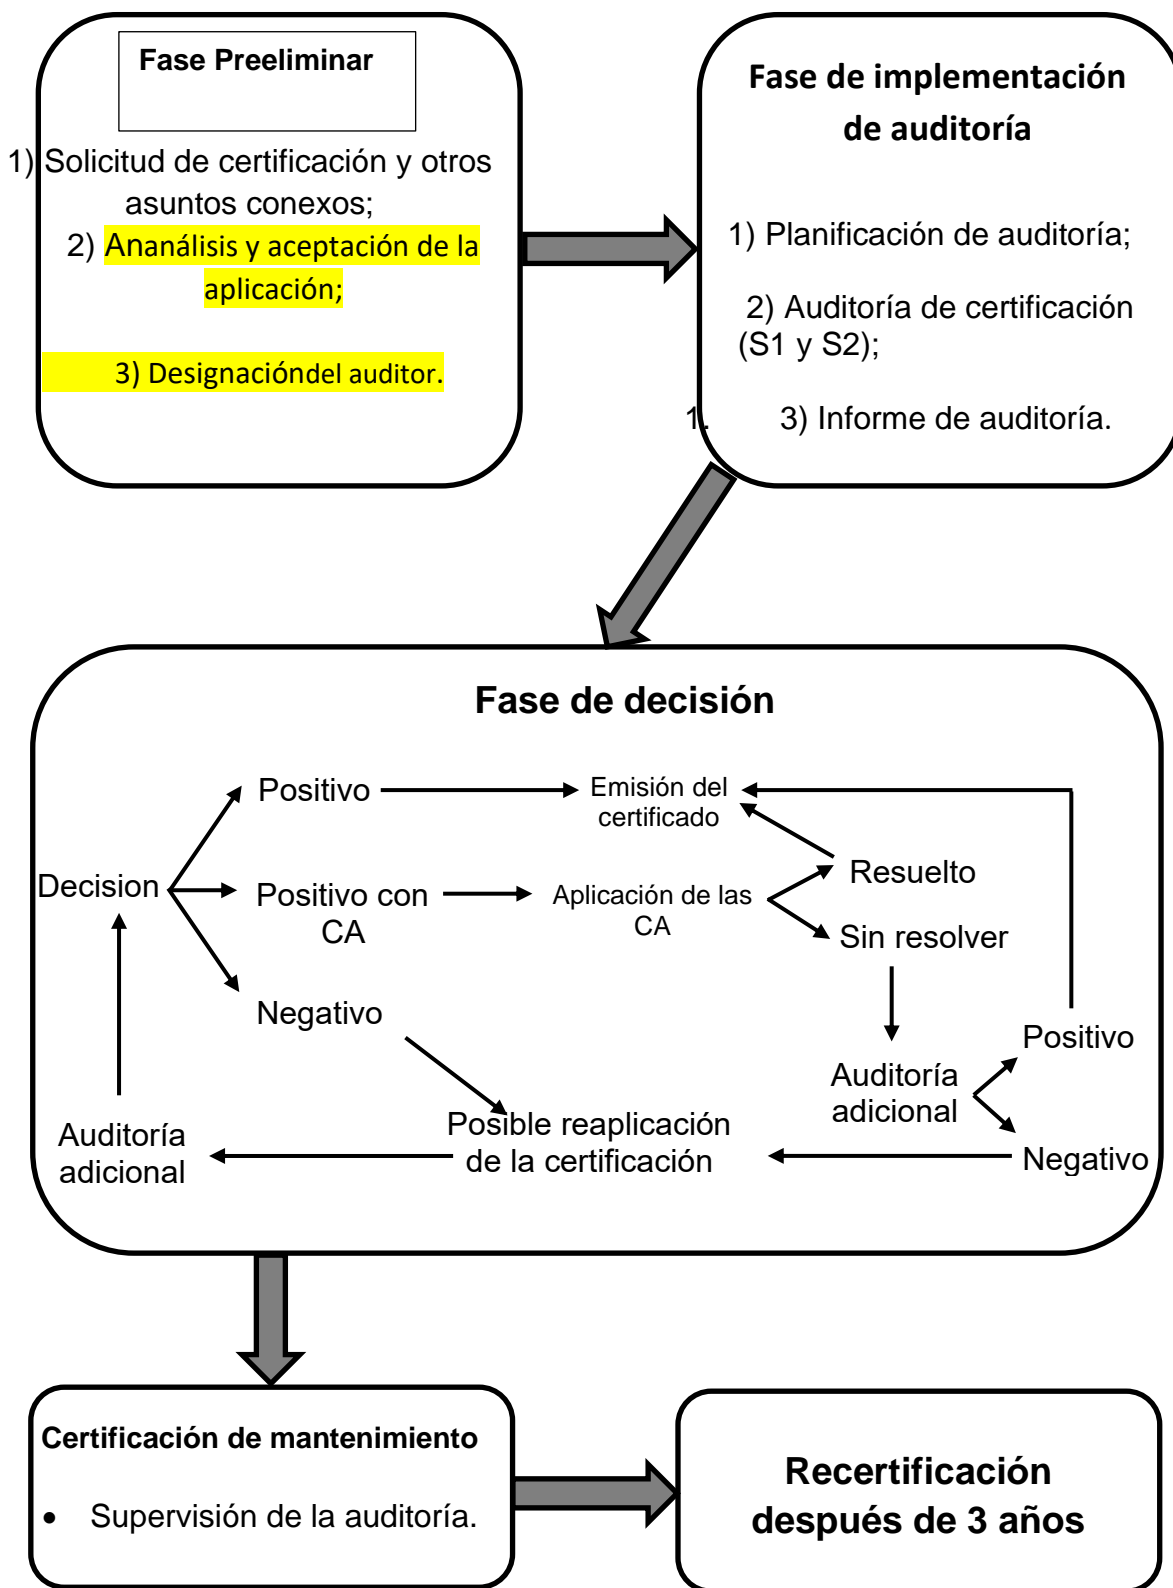 Fase Preeliminar
1) Solicitud de certificación y otros
asuntos conexos;
2) Ananálisis y aceptación de la
aplicación;
3) Designacióndel auditor.
Fase de implementación
de auditoría
1) Planificación de auditoría;
2) Auditoría de certificación
(S1 y S2);
1. 3) Informe de auditoría.
Fase de decisión
Positivo
Emisión del
certificado
Decision
Positivo con
CA
Aplicación de las
CA
Resuelto
Sin resolver
Negativo
Positivo
Auditoría
adicional
Negativo
Posible reaplicación
de la certificación
Auditoría
adicional
Certificación de mantenimiento
• Supervisión de la auditoría.
Recertificación
después de 3 años